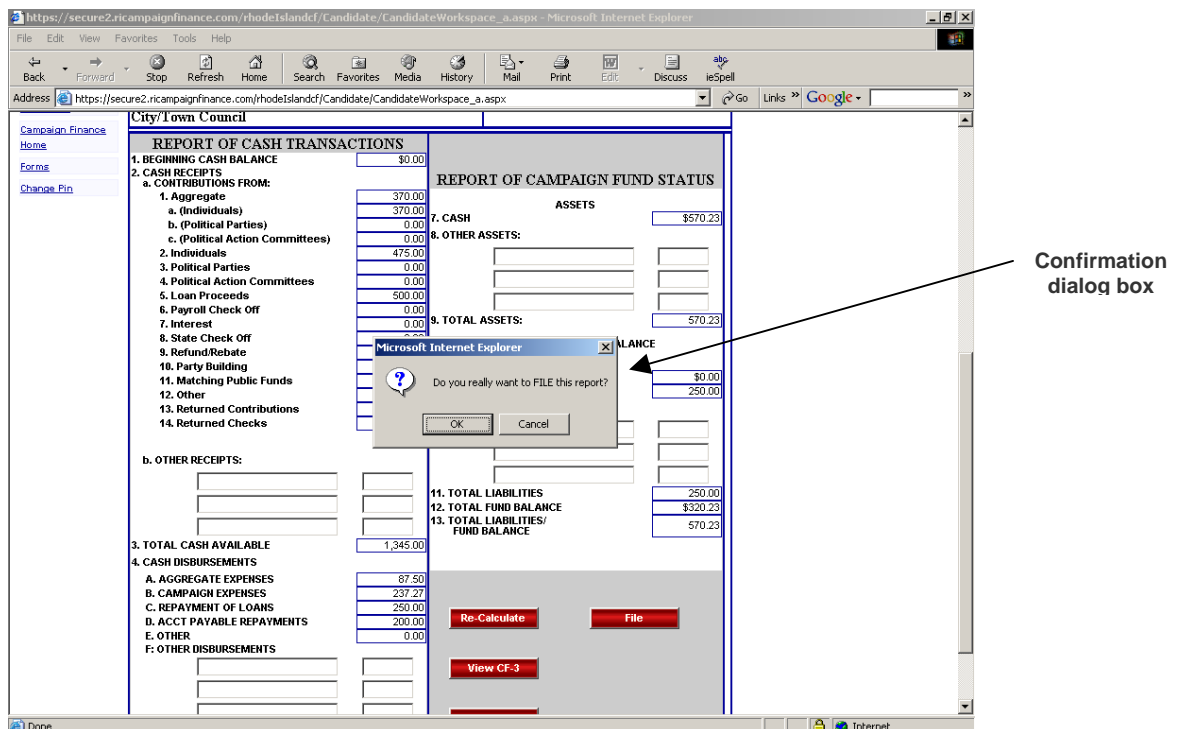 https://secure2.ricampaignfinance.com/rhodeIslandcf/Candidate/CandidateWorkspace_a.aspx - Microsoft Internet Explorer
File Edit View Favorites Tools Help
Back Forward Stop Refresh Home Search Favorites Media History Mail Print Edit Discuss ieSpell
Address https://secure2.ricampaignfinance.com/rhodeIslandcf/Candidate/CandidateWorkspace_a.aspx Go Links » Google »
Campaign Finance
Home
Forms
Change Pin
City/Town Council
REPORT OF CASH TRANSACTIONS
1. BEGINNING CASH BALANCE $0.00
2. CASH RECEIPTS
a. CONTRIBUTIONS FROM:
1. Aggregate 370.00
a. (Individuals) 370.00
b. (Political Parties) 0.00
c. (Political Action Committees) 0.00
2. Individuals 475.00
3. Political Parties 0.00
4. Political Action Committees 0.00
5. Loan Proceeds 500.00
6. Payroll Check Off 0.00
7. Interest 0.00
8. State Check Off
9. Refund/Rebate
10. Party Building
11. Matching Public Funds
12. Other
13. Returned Contributions
14. Returned Checks
b. OTHER RECEIPTS:
3. TOTAL CASH AVAILABLE 1,345.00
4. CASH DISBURSEMENTS
A. AGGREGATE EXPENSES 87.50
B. CAMPAIGN EXPENSES 237.27
C. REPAYMENT OF LOANS 250.00
D. ACCT PAYABLE REPAYMENTS 200.00
E. OTHER 0.00
F: OTHER DISBURSEMENTS
REPORT OF CAMPAIGN FUND STATUS
ASSETS
7. CASH $570.23
8. OTHER ASSETS:
9. TOTAL ASSETS: 570.23
ALANCE
$0.00
250.00
11. TOTAL LIABILITIES 250.00
12. TOTAL FUND BALANCE $320.23
13. TOTAL LIABILITIES/
FUND BALANCE 570.23
Re-Calculate File
View CF-3
Microsoft Internet Explorer
Do you really want to FILE this report?
OK Cancel
Confirmation
dialog box
Done Internet